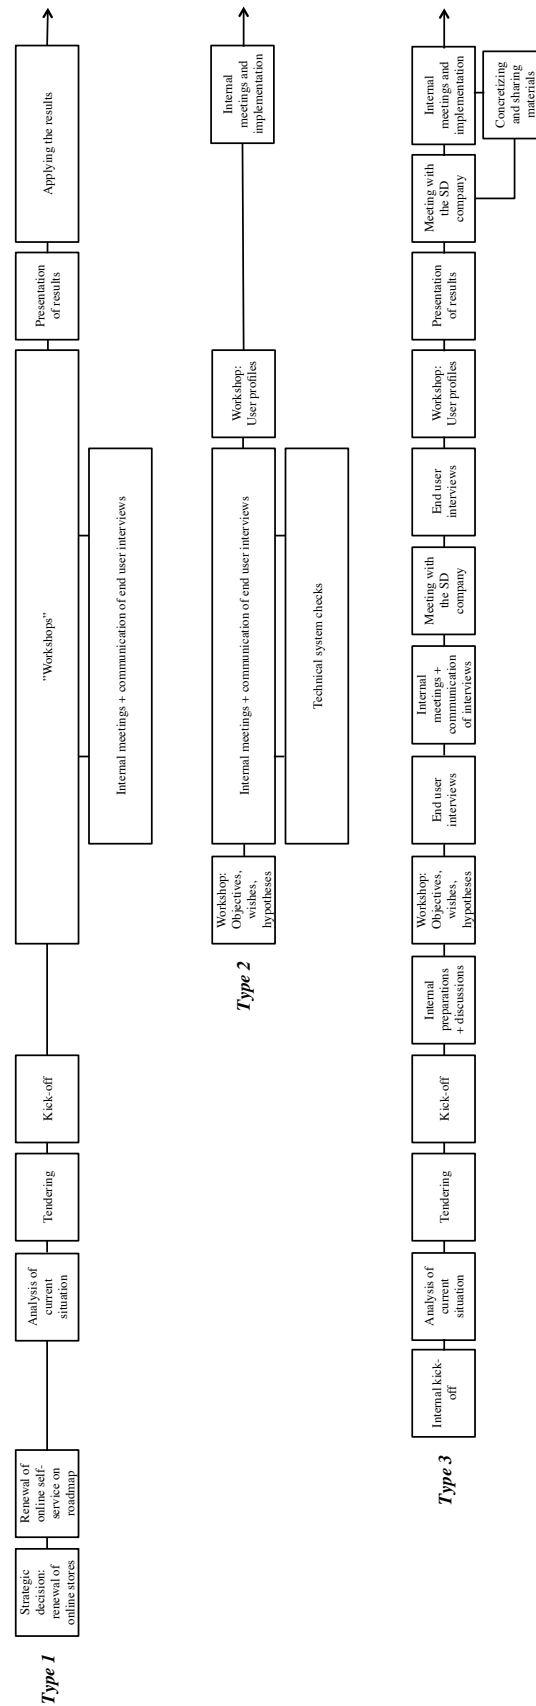 Type 1
Strategic
decision:
renewal of
online stores
Renewal of
online self-
service on
roadmap
Analysis of
current
situation
Tendering
Kick-off
"Workshops"
Internal meetings + communication of end user interviews
Presentation
of results
Applying the results
Type 2
Workshop:
Objectives,
wishes,
hypotheses
Internal meetings + communication of end user interviews
Technical system checks
Workshop:
User profiles
Internal
meetings and
implementation
Type 3
Internal kick-
off
Analysis of
current
situation
Tendering
Kick-off
Internal
preparations
+ discussions
Workshop:
Objectives,
wishes,
hypotheses
End user
interviews
Internal
meetings +
communication
of interviews
Meeting with
the SD
company
End user
interviews
Workshop:
User profiles
Presentation
of results
Meeting with
the SD
company
Internal
meetings and
implementation
Concretizing
and sharing
materials